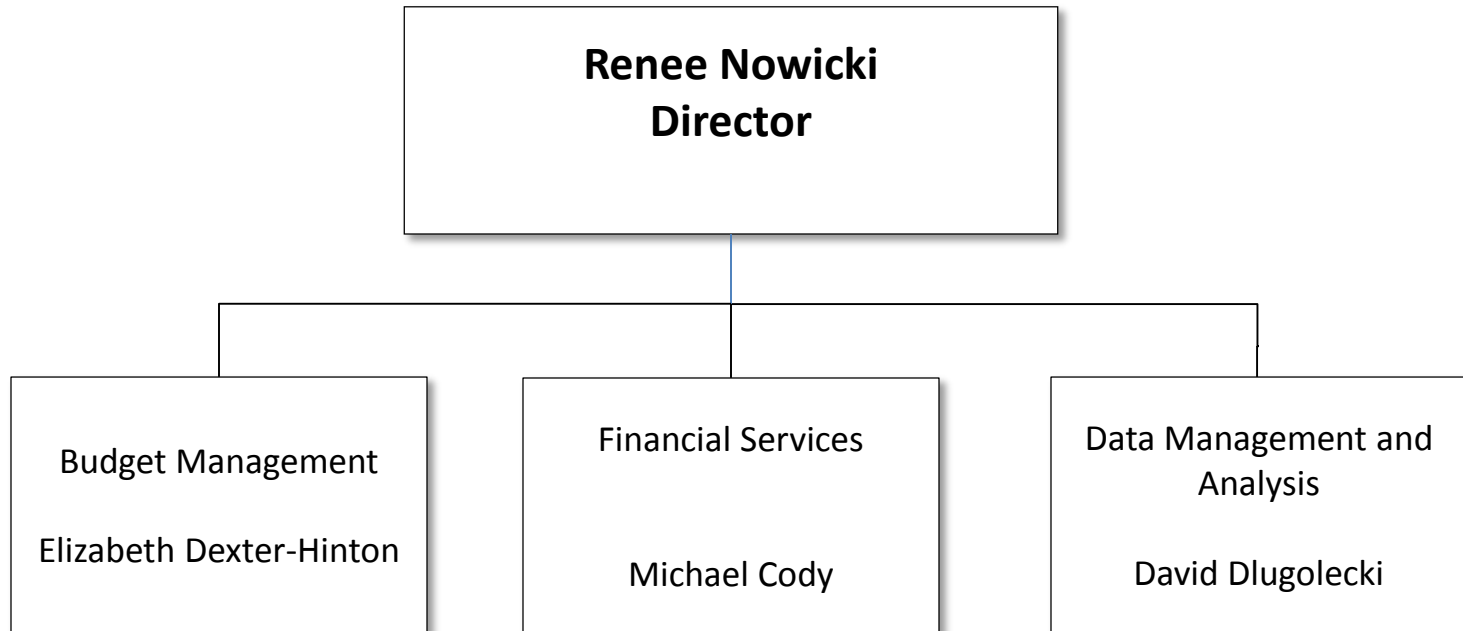 Renee Nowicki
Director
Budget Management
Elizabeth Dexter-Hinton
Financial Services
Michael Cody
Data Management and
Analysis
David Dlugolecki